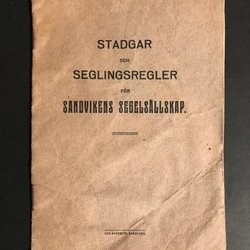 STADGAR
OCH
SEGLINGSREGLER
FÖR
SANDVIKENS SEGELSÄLLSKAP.